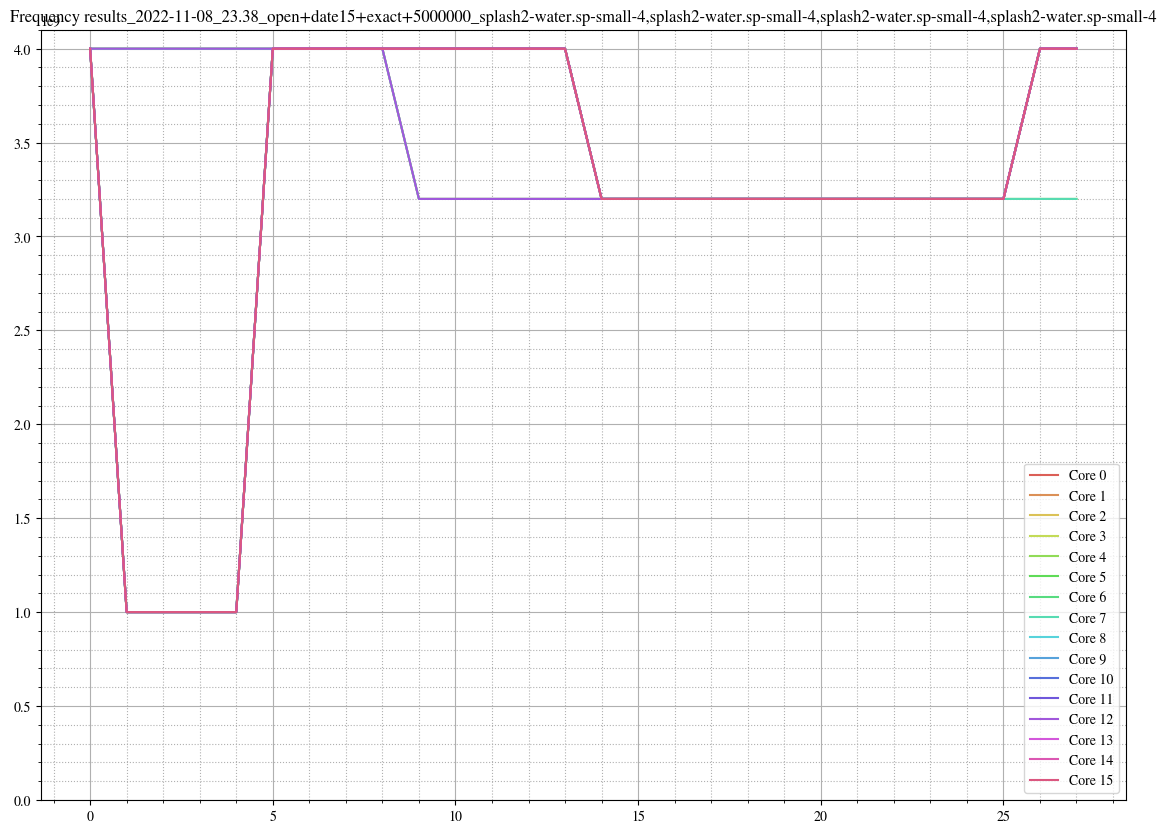 Frequency results_2022-11-08_23.38_open+date15+exact+5000000_splash2-water.sp-small-4,splash2-water.sp-small-4,splash2-water.sp-small-4,splash2-water.sp-small-4
1e9
4.0
3.5
3.0
2.5
2.0
1.5
1.0
0.5
0.0
0 5 10 15 20 25
Core 0
Core 1
Core 2
Core 3
Core 4
Core 5
Core 6
Core 7
Core 8
Core 9
Core 10
Core 11
Core 12
Core 13
Core 14
Core 15